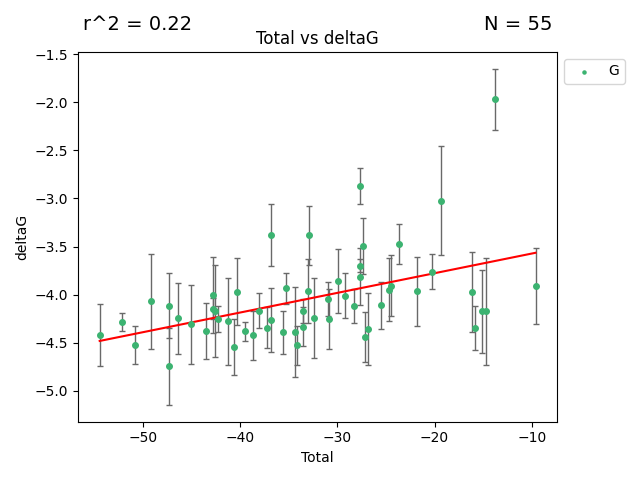 r^2 = 0.22
N = 55
Total vs deltaG
G
−1.5
−2.0
−2.5
−3.0
−3.5
−4.0
−4.5
−5.0
deltaG
−50
−40
−30
−20
−10
Total